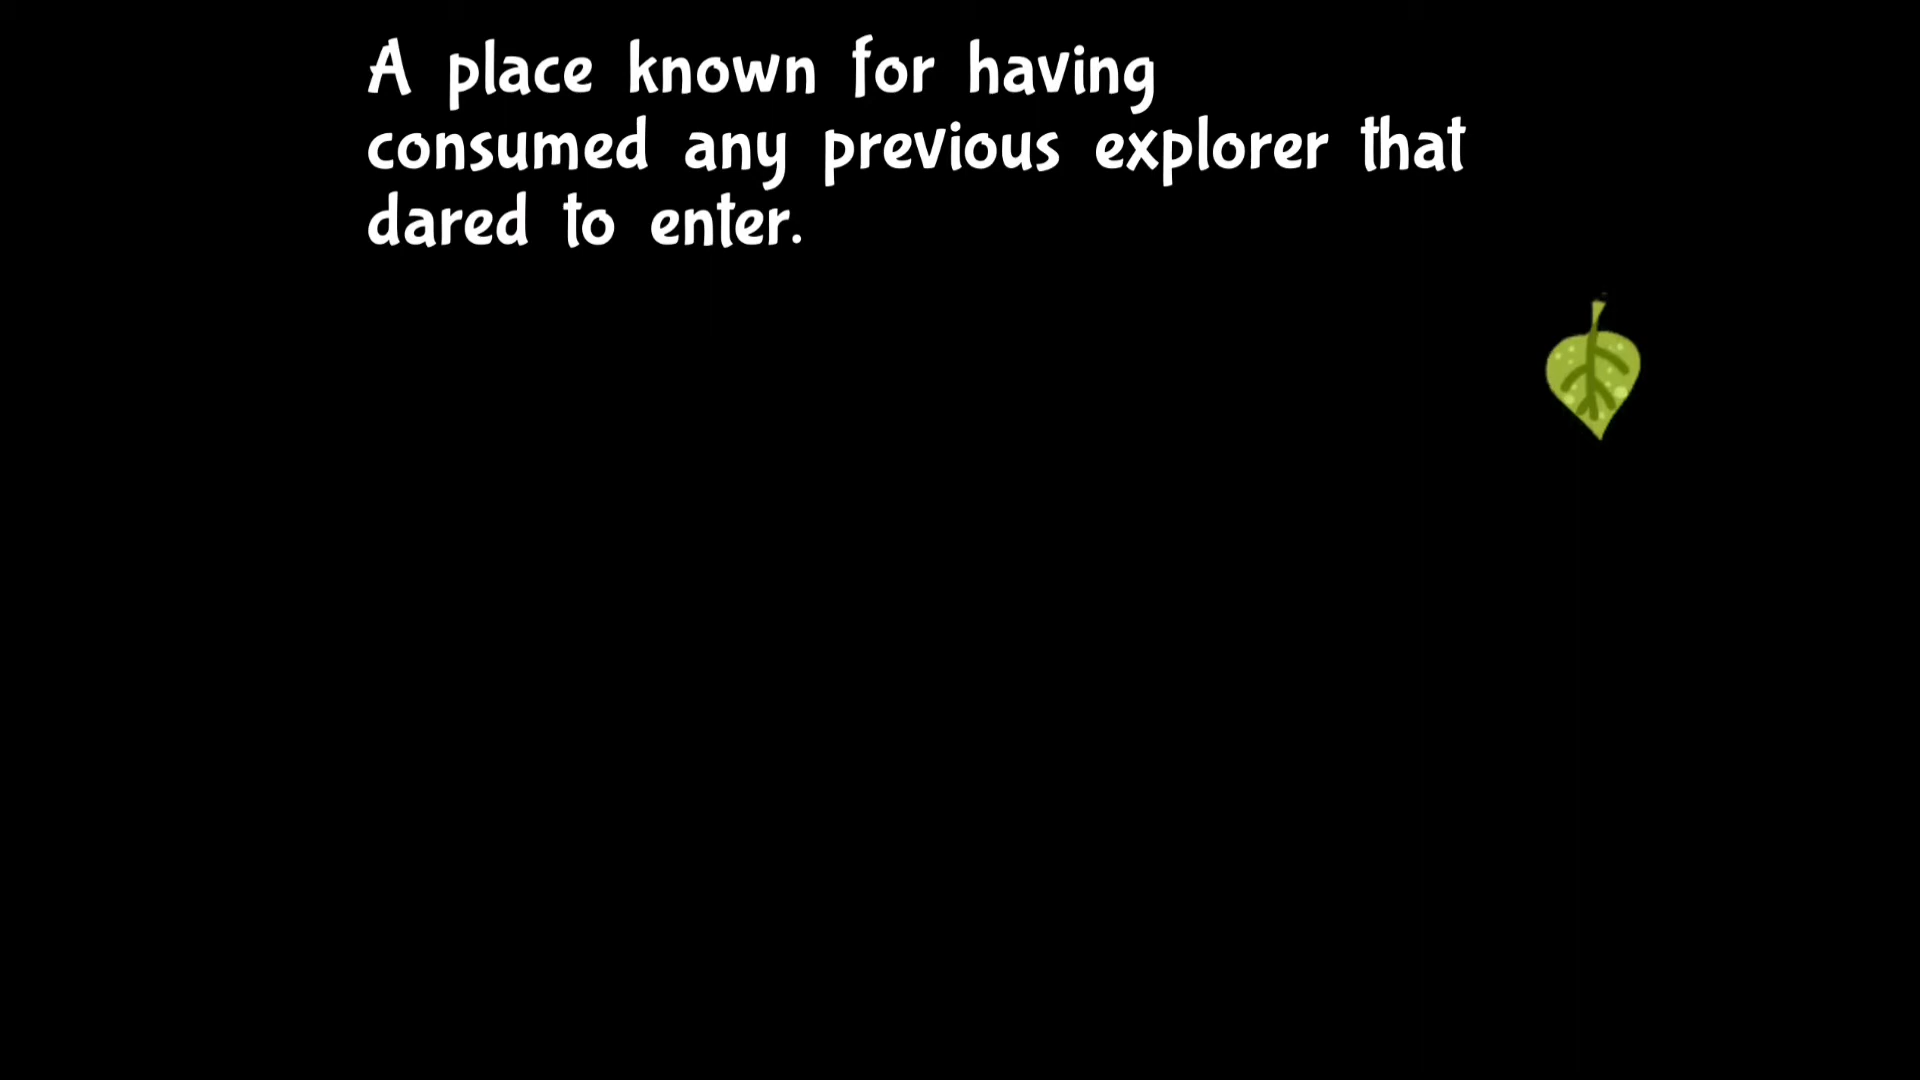 A place known for having
consumed any previous explorer that
dared to enter.